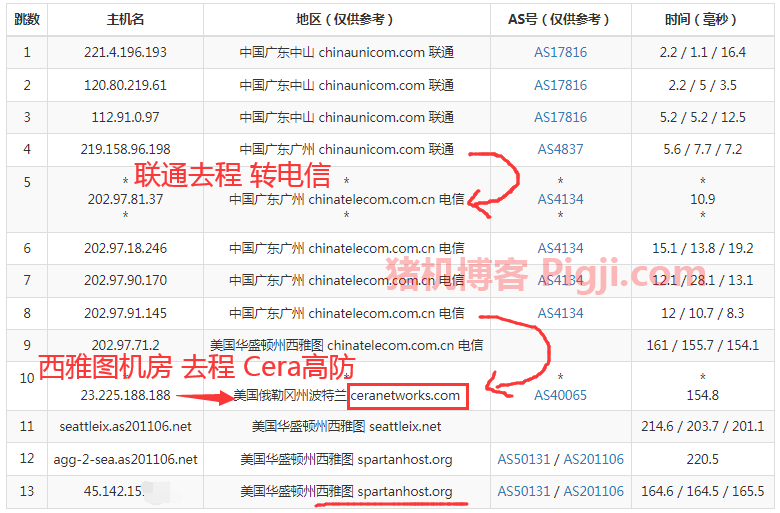 跳数 主机名 地区（仅供参考） AS号（仅供参考） 时间（毫秒）
1 221.4.196.193 中国广东中山 chinaunicom.com 联通 AS17816 2.2 / 1.1 / 16.4
2 120.80.219.61 中国广东中山 chinaunicom.com 联通 AS17816 2.2 / 5 / 3.5
3 112.91.0.97 中国广东中山 chinaunicom.com 联通 AS17816 5.2 / 5.2 / 12.5
4 219.158.96.198 中国广东广州 chinaunicom.com 联通 AS4837 5.6 / 7.7 / 7.2
联通去程 转电信
5 * * * *
202.97.81.37 中国广东广州 chinatelecom.com.cn 电信 AS4134 10.9
* * * *
6 202.97.18.246 中国广东广州 chinatelecom.com.cn 电信 AS4134 15.1 / 13.8 / 19.2
猪机博客 Pigji.com
7 202.97.90.170 中国广东广州 chinatelecom.com.cn 电信 AS4134 12.1 / 28.1 / 13.1
8 202.97.91.145 中国广东广州 chinatelecom.com.cn 电信 AS4134 12 / 10.7 / 8.3
9 202.97.71.2 美国华盛顿州西雅图 chinatelecom.com.cn 电信 161 / 155.7 / 154.1
西雅图机房 去程 Cera高防
10 * * *
23.225.188.188 美国俄勒冈州波特兰 ceranetworks.com AS40065 154.8
11 seattleix.as201106.net 美国华盛顿州西雅图 seattleix.net 214.6 / 203.7 / 201.1
12 agg-2-sea.as201106.net 美国华盛顿州西雅图 spartanhost.org AS50131 / AS201106 220.5
13 45.142.15 美国华盛顿州西雅图 spartanhost.org AS50131 / AS201106 164.6 / 164.5 / 165.5